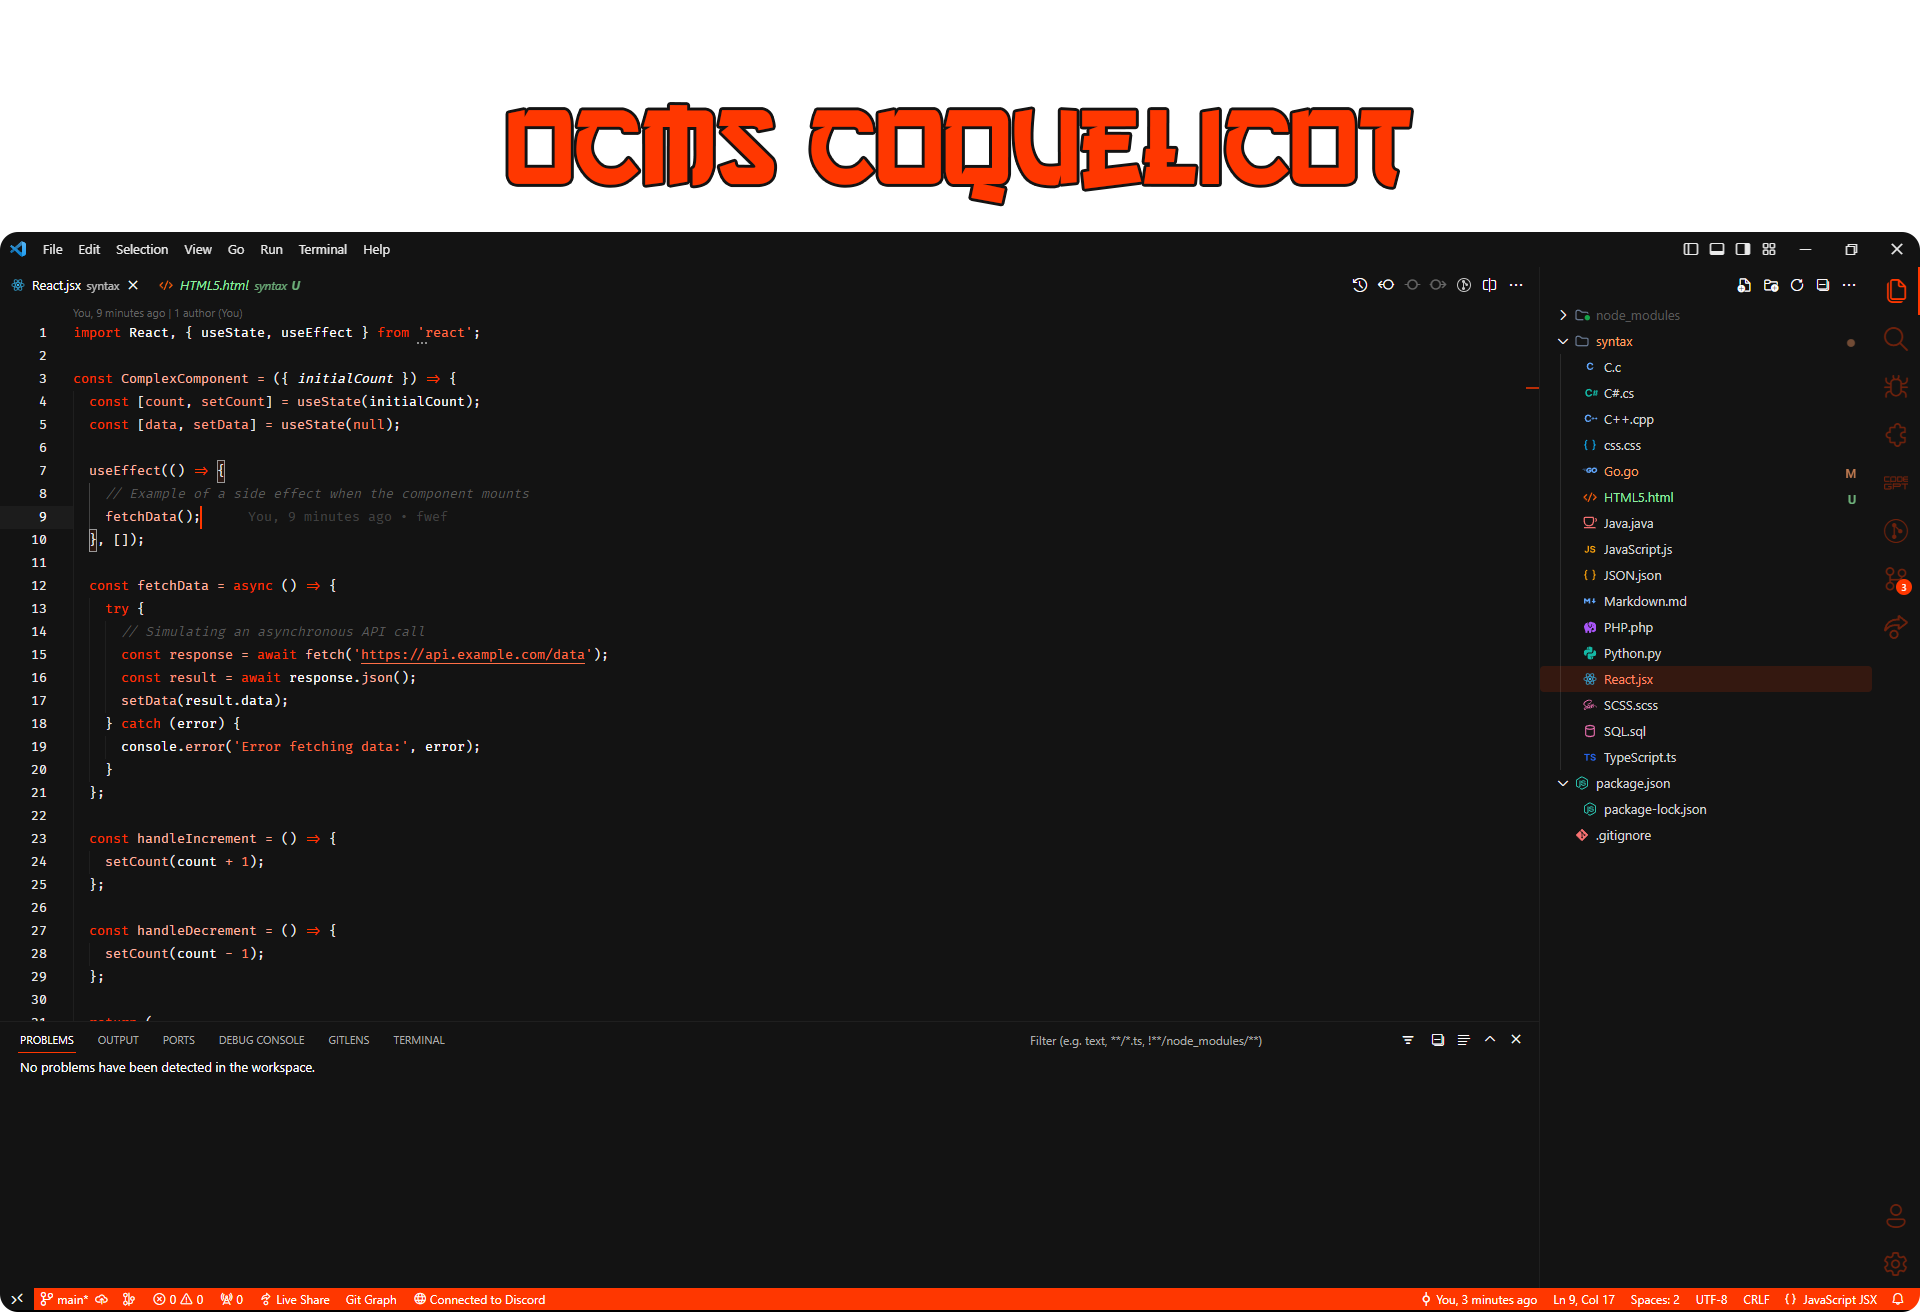 OCMS COQUELICOT
File Edit Selection View Go Run Terminal Help
React.jsx syntax HTML5.html syntax U
You, 9 minutes ago | 1 author (You)
1 import React, { useState, useEffect } from 'react';
2
3 const ComplexComponent = ({ initialCount }) => {
4 const [count, setCount] = useState(initialCount);
5 const [data, setData] = useState(null);
6
7 useEffect(() => {
8 // Example of a side effect when the component mounts
9 fetchData(); You, 9 minutes ago • fwef
10 }, []);
11
12 const fetchData = async () => {
13 try {
14 // Simulating an asynchronous API call
15 const response = await fetch('https://api.example.com/data');
16 const result = await response.json();
17 setData(result.data);
18 } catch (error) {
19 console.error('Error fetching data:', error);
20 }
21 };
22
23 const handleIncrement = () => {
24 setCount(count + 1);
25 };
26
27 const handleDecrement = () => {
28 setCount(count - 1);
29 };
30
node_modules
syntax
C C.c
C# C#.cs
C++ C++.cpp
{} css.css
GO Go.go M
HTML5.html U
Java.java
JS JavaScript.js
{} JSON.json
M Markdown.md
PHP.php
Python.py
React.jsx
SCSS.scss
SQL.sql
TS TypeScript.ts
package.json
package-lock.json
.gitignore
CODE
GPT
3
PROBLEMS OUTPUT PORTS DEBUG CONSOLE GITLENS TERMINAL Filter (e.g. text, **/*.ts, !**/node_modules/**)
No problems have been detected in the workspace.
main* 0 0 0 Live Share Git Graph Connected to Discord You, 3 minutes ago Ln 9, Col 17 Spaces: 2 UTF-8 CRLF {} JavaScript JSX